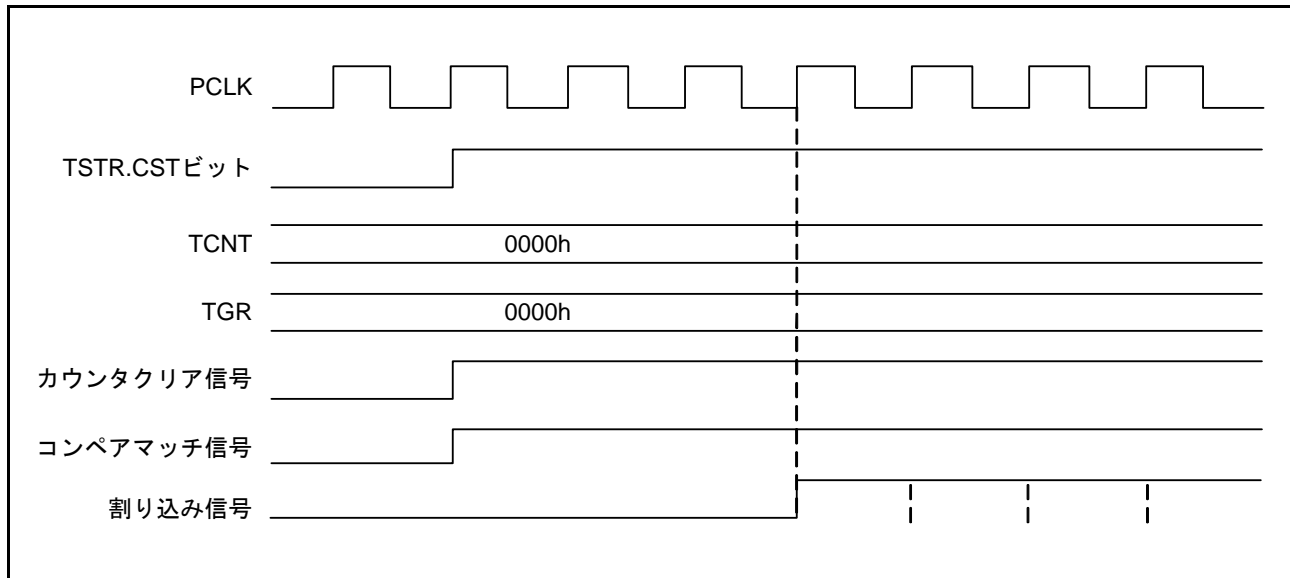 PCLK
TSTR.CSTビット
TCNT 0000h
TGR 0000h
カウンタクリア信号
コンペアマッチ信号
割り込み信号